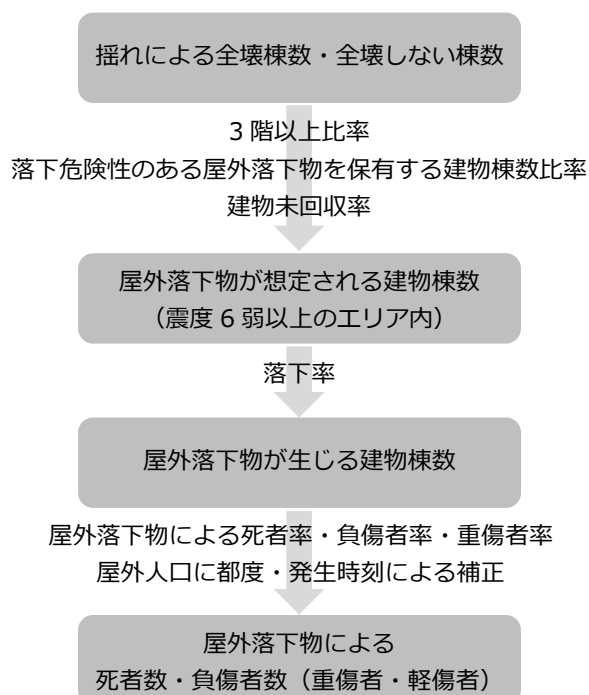 揺れによる全壊棟数・全壊しない棟数
3 階以上比率
落下危険性のある屋外落下物を保有する建物棟数比率
建物未回収率
屋外落下物が想定される建物棟数
（震度 6 弱以上のエリア内）
落下率
屋外落下物が生じる建物棟数
屋外落下物による死者率・負傷者率・重傷者率
屋外人口に都度・発生時刻による補正
屋外落下物による
死者数・負傷者数（重傷者・軽傷者）